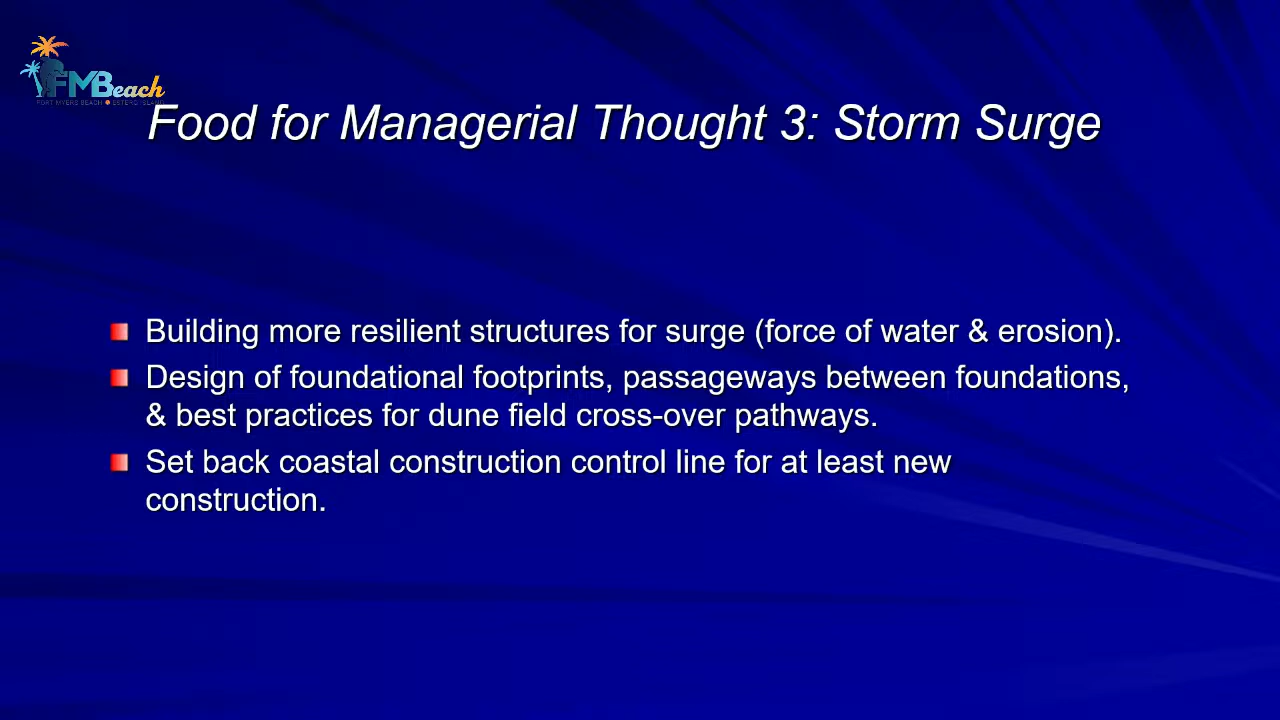 FMBeach
FORT MYERS BEACH ESTERO ISLAND
Food for Managerial Thought 3: Storm Surge
Building more resilient structures for surge (force of water & erosion).
Design of foundational footprints, passageways between foundations,
& best practices for dune field cross-over pathways.
Set back coastal construction control line for at least new
construction.